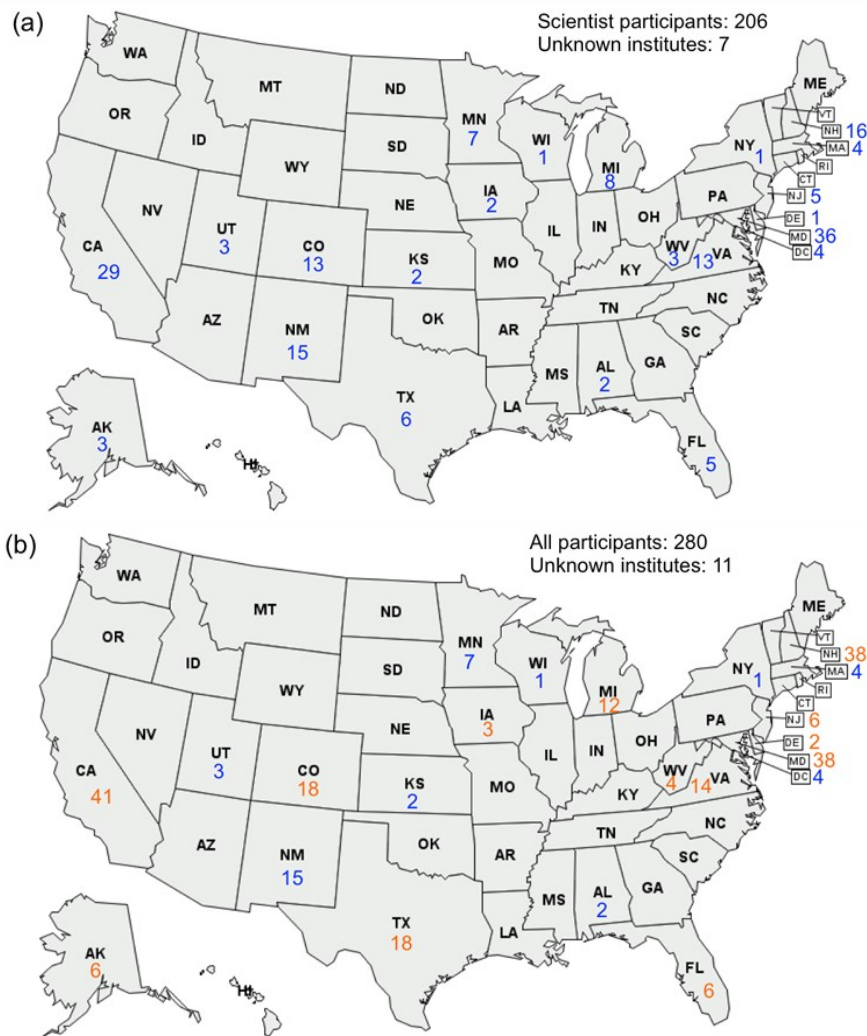 (a)
Scientist participants: 206
Unknown institutes: 7
WA
MT
ND
ME
OR
MN
7
VT
ID
SD
WI
1
NH 16
NY
1
MA 4
WY
MI
8
RI
CT
IA
2
PA
NJ 5
NV
NE
OH
DE 1
UT
3
IL
IN
MD 36
CA
29
CO
13
WV
3
13 VA
DC 4
KS
2
MO
KY
NC
TN
AZ
NM
15
OK
AR
SC
MS
AL
2
GA
TX
6
LA
AK
3
FL
5
HI
(b)
All participants: 280
Unknown institutes: 11
WA
MT
ND
ME
OR
MN
7
VT
ID
SD
WI
1
NH 38
NY
1
MA 4
WY
MI
12
RI
CT
IA
3
PA
NJ 6
NV
NE
OH
DE 2
UT
3
IL
IN
MD 38
CA
41
CO
18
WV
4
14 VA
DC 4
KS
2
MO
KY
NC
TN
AZ
NM
15
OK
AR
SC
MS
AL
2
GA
TX
18
LA
AK
6
FL
6
HI